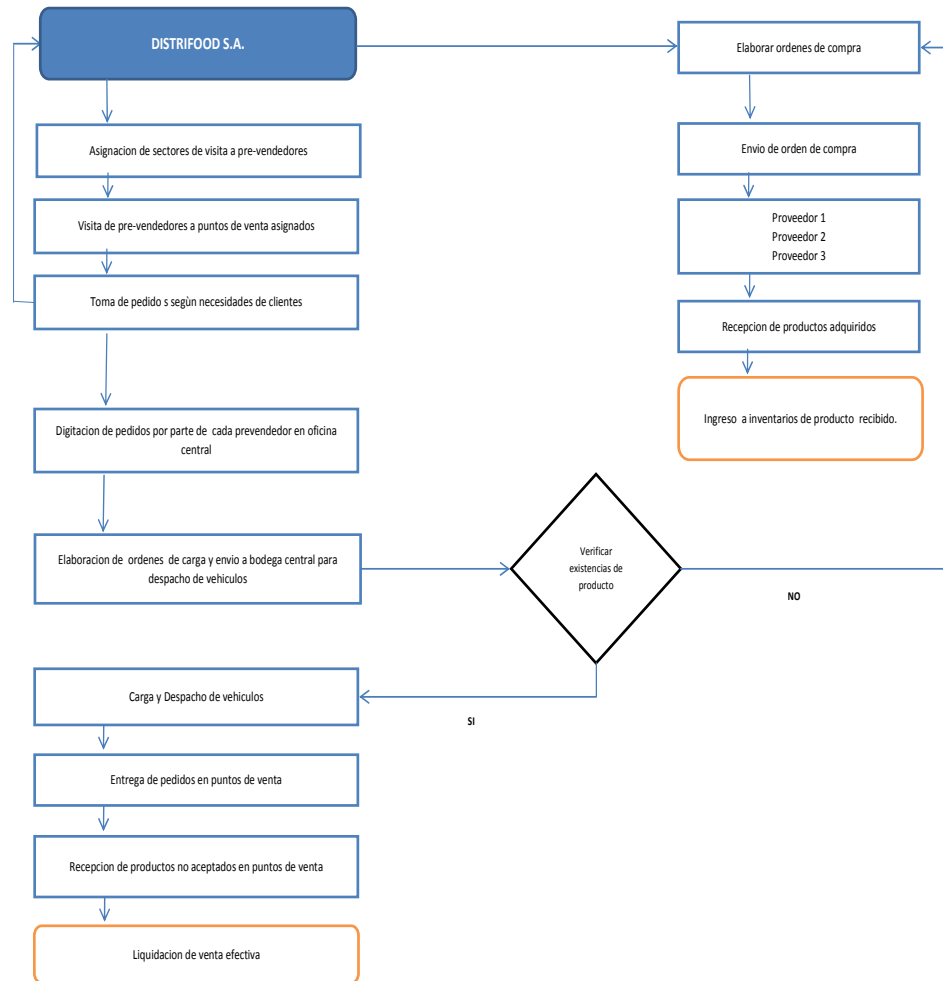 DISTRIFOOD S.A.
Asignacion de sectores de visita a pre-vendedores
Visita de pre-vendedores a puntos de venta asignados
Toma de pedido s segùn necesidades de clientes
Digitacion de pedidos por parte de cada prevendedor en oficina
central
Elaboracion de ordenes de carga y envio a bodega central para
despacho de vehiculos
Verificar
existencias de
producto
NO
SI
Carga y Despacho de vehiculos
Entrega de pedidos en puntos de venta
Recepcion de productos no aceptados en puntos de venta
Liquidacion de venta efectiva
Elaborar ordenes de compra
Envio de orden de compra
Proveedor 1
Proveedor 2
Proveedor 3
Recepcion de productos adquiridos
Ingreso a inventarios de producto recibido.